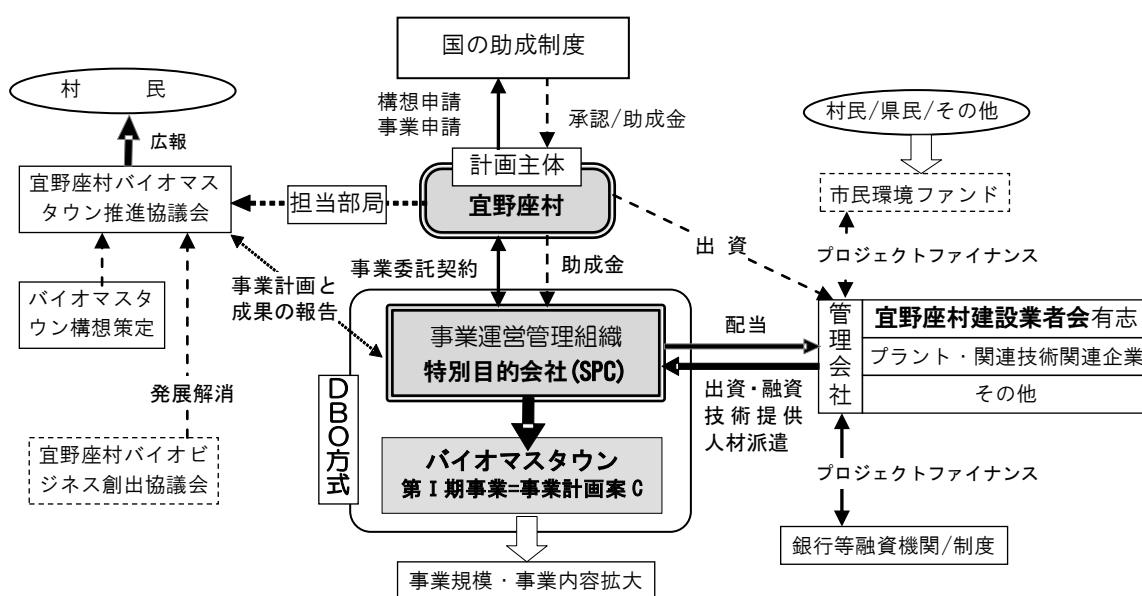 国の助成制度
村　　民
構想申請
事業申請
承認/助成金
村民/県民/その他
広報
計画主体
宜野座村
宜野座村バイオマス
タウン推進協議会
担当部局
市民環境ファンド
出 資
プロジェクトファイナンス
事業委託契約
助成金
事業計画と
成果の報告
バイオマスタ
ウン構想策定
事業運営管理組織
特別目的会社(SPC)
配当
管理会社
宜野座村建設業者会有志
プラント・関連技術関連企業
その他
出資・融資
技術提供
人材派遣
発展解消
DBO方式
宜野座村バイオビ
ジネス創出協議会
バイオマスタウン
第Ⅰ期事業=事業計画案C
プロジェクトファイナンス
銀行等融資機関/制度
事業規模・事業内容拡大